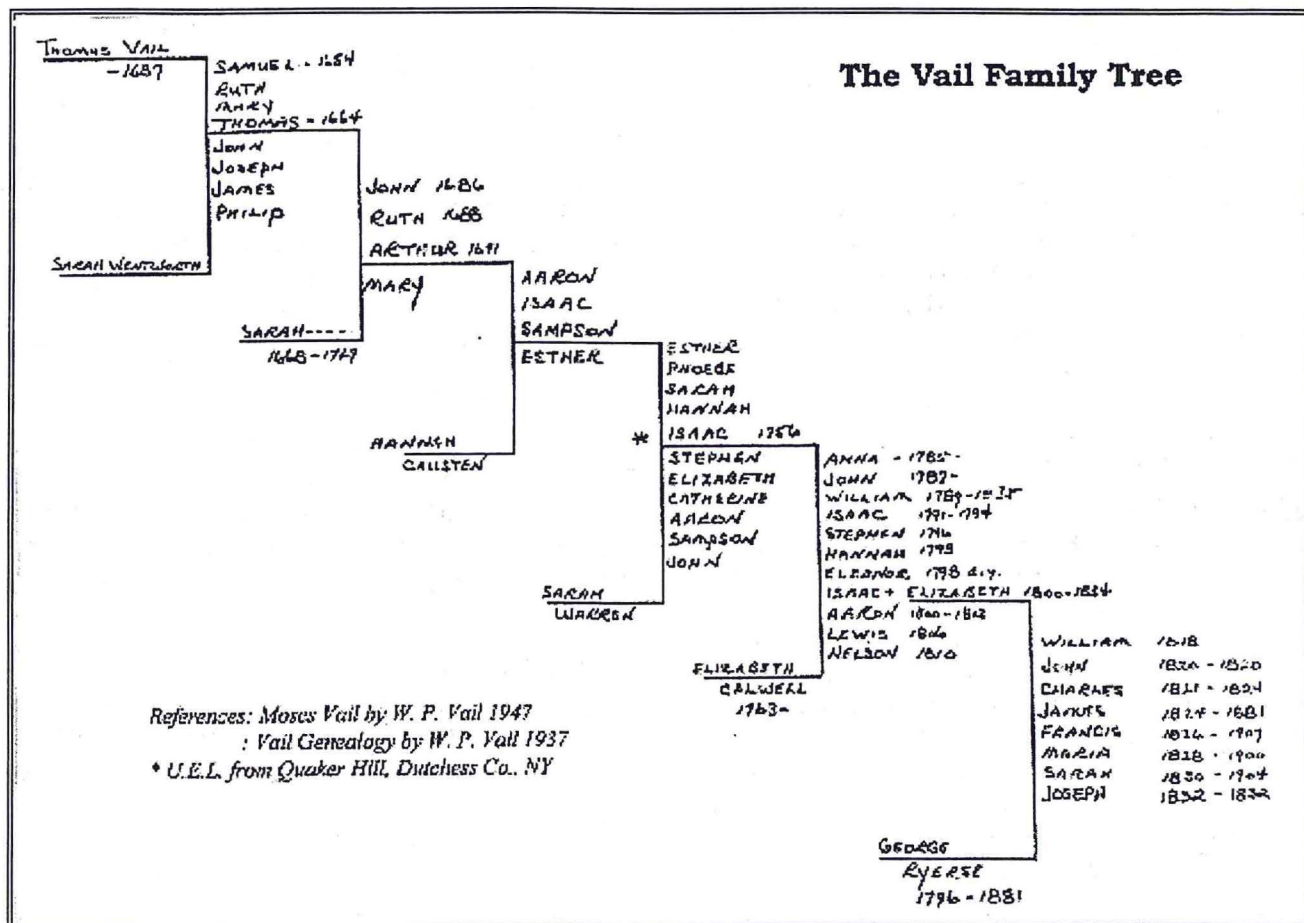 The Vail Family Tree
THOMAS VAIL
-1687
SAMUEL - 1654
RUTH
MARY
THOMAS - 1664
JOHN
JOSEPH
JAMES
PHILIP
SARAH WENTWORTH
JOHN 1686
RUTH 1688
ARTHUR 1691
MARY
SARAH-----
1668-1729
AARON
ISAAC
SAMPSON
ESTHER
HANNAH
CALLSTEN
ESTHER
PHOEBE
SARAH
HANNAH
* ISAAC 1756
STEPHEN
ELIZABETH
CATHERINE
AARON
SAMPSON
JOHN
SARAH
WARREN
ANNA - 1785-
JOHN 1787-
WILLIAM 1789-1835
ISAAC 1791-1794
STEPHEN 1796
HANNAH
ELEANOR 1798 d.y.
ISAAC + ELIZABETH 1800-1834
AARON
LEWIS 1806
NELSON 1810
ELIZABETH
CALWELL
1763-
WILLIAM 1818
JOHN 1820 - 1820
CHARLES 1821 - 1824
JAMES 1824 - 1881
FRANCIS 1826 - 1907
MARIA 1828 - 1900
SARAH 1830 - 1904
JOSEPH 1832 - 1832
GEORGE
RYERSE
1796-1881
References: Moses Vail by W. P. Vail 1947
: Vail Genealogy by W. P. Vail 1937
* U.E.L. from Quaker Hill, Dutchess Co., NY